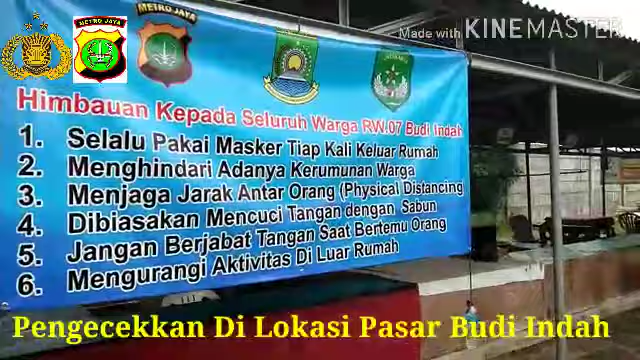 METRO JAYA
METRO JAYA
Made with KINEMASTER
Himbauan Kepada Seluruh Warga RW.07 Budi Indah
1. Selalu Pakai Masker Tiap Kali Keluar Rumah
2. Menghindari Adanya Kerumunan Warga
3. Menjaga Jarak Antar Orang (Physical Distancing)
4. Dibiasakan Mencuci Tangan dengan Sabun
5. Jangan Berjabat Tangan Saat Bertemu Orang
6. Mengurangi Aktivitas Di Luar Rumah
Pengecekkan Di Lokasi Pasar Budi Indah